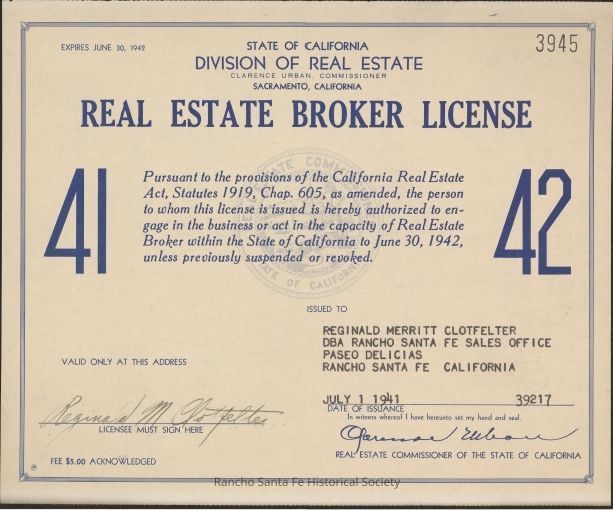 EXPIRES JUNE 30, 1942
STATE OF CALIFORNIA
3945
DIVISION OF REAL ESTATE
CLARENCE URBAN, COMMISSIONER
SACRAMENTO, CALIFORNIA
REAL ESTATE BROKER LICENSE
41
Pursuant to the provisions of the California Real Estate
Act, Statutes 1919, Chap. 605, as amended, the person
to whom this license is issued is hereby authorized to en-
gage in the business or act in the capacity of Real Estate
Broker within the State of California to June 30, 1942,
unless previously suspended or revoked.
42
ISSUED TO
REGINALD MERRITT CLOTFELTER
DBA RANCHO SANTA FE SALES OFFICE
PASEO DELICIAS
RANCHO SANTA FE CALIFORNIA
VALID ONLY AT THIS ADDRESS
JULY 1 1941 39217
DATE OF ISSUANCE
In witness whereof I have hereunto set my hand and seal.
Reginald M. Clotfelter
LICENSEE MUST SIGN HERE
Clarence Urban
REAL ESTATE COMMISSIONER OF THE STATE OF CALIFORNIA
FEE $5.00 ACKNOWLEDGED
Rancho Santa Fe Historical Society